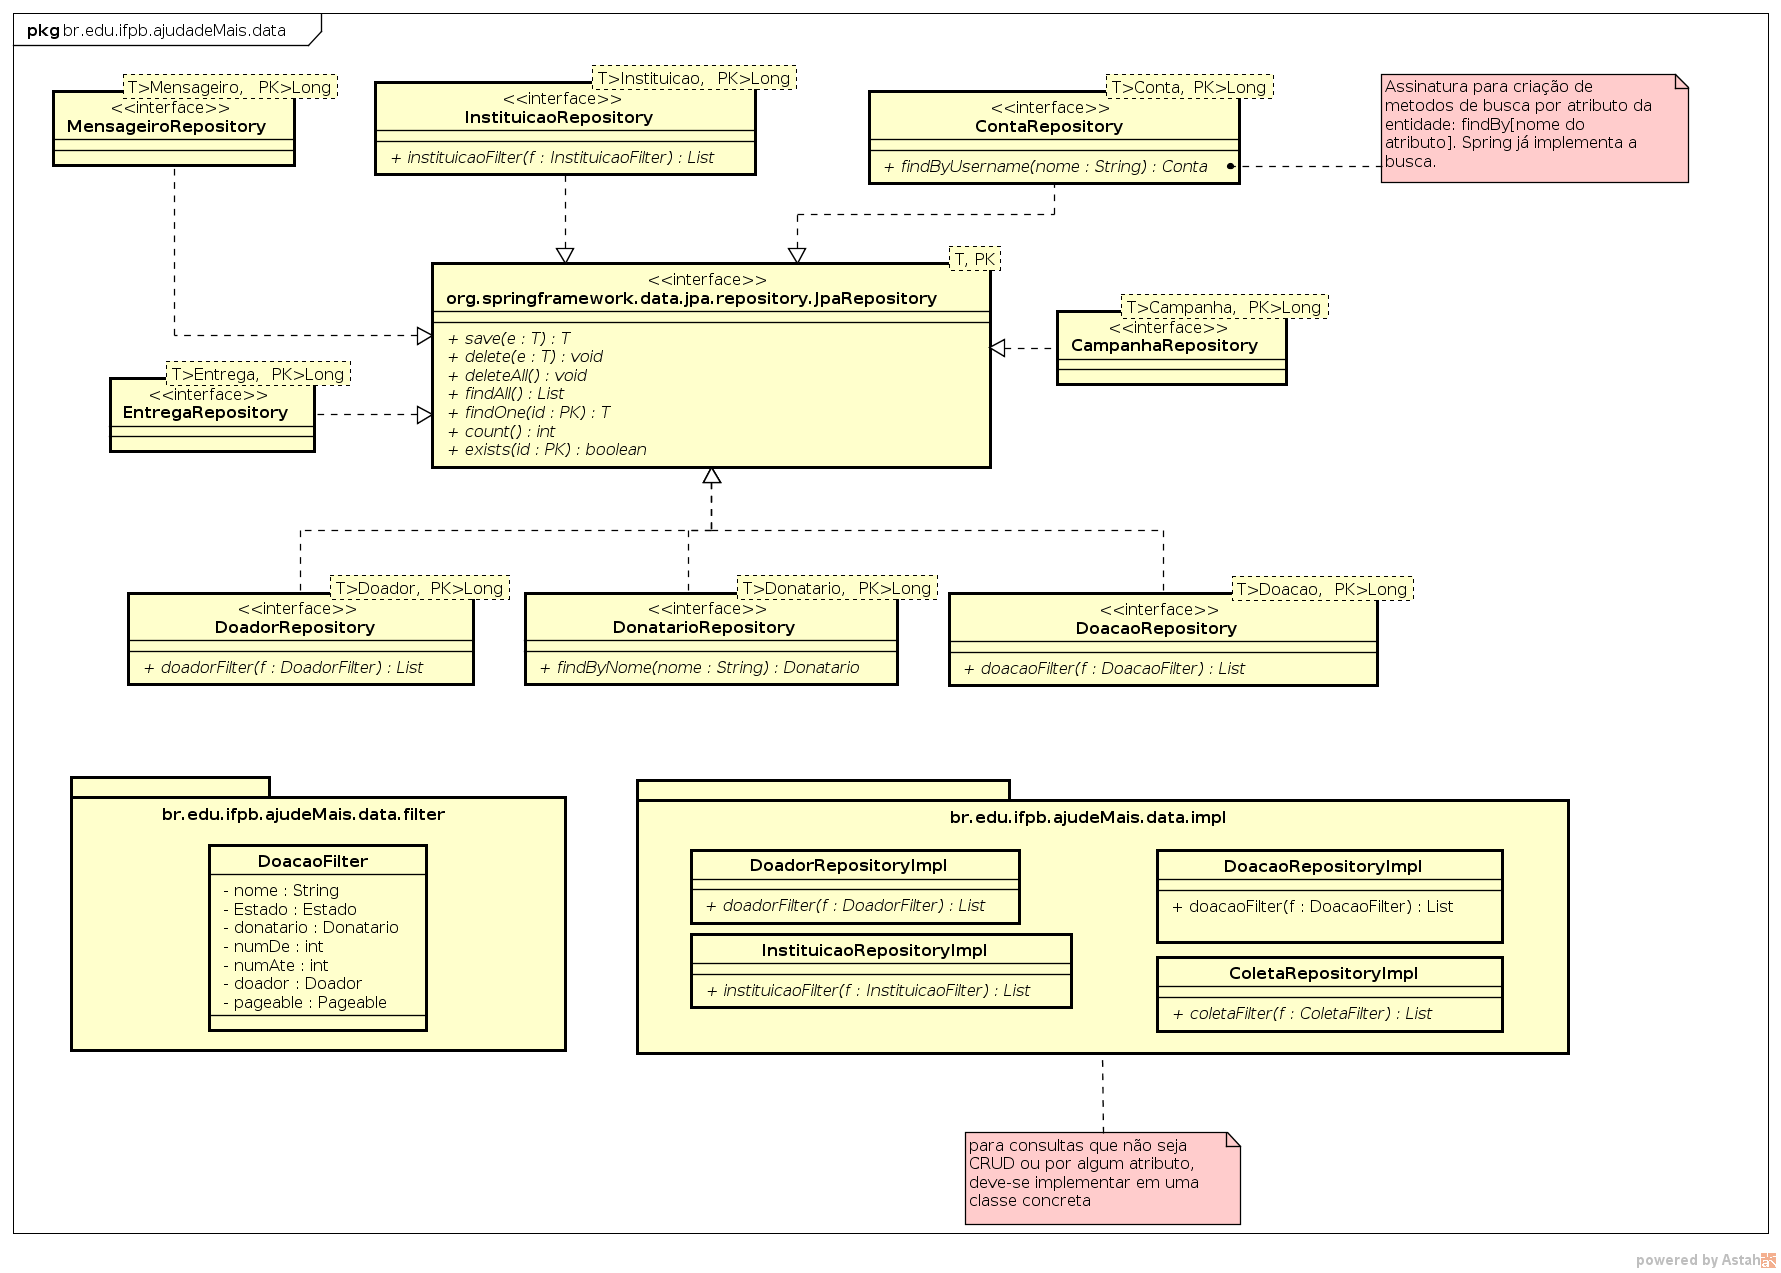 pkg br.edu.ifpb.ajudadeMais.data
T>Mensageiro, PK>Long
<<interface>>
MensageiroRepository
T>Instituicao, PK>Long
<<interface>>
InstituicaoRepository
+ instituicaoFilter(f : InstituicaoFilter) : List
T>Conta, PK>Long
<<interface>>
ContaRepository
+ findByUsername(nome : String) : Conta
Assinatura para criação de
metodos de busca por atributo da
entidade: findBy[nome do
atributo]. Spring já implementa a
busca.
T, PK
<<interface>>
org.springframework.data.jpa.repository.JpaRepository
+ save(e : T) : T
+ delete(e : T) : void
+ deleteAll() : void
+ findAll() : List
+ findOne(id : PK) : T
+ count() : int
+ exists(id : PK) : boolean
T>Campanha, PK>Long
<<interface>>
CampanhaRepository
T>Entrega, PK>Long
<<interface>>
EntregaRepository
T>Doador, PK>Long
<<interface>>
DoadorRepository
+ doadorFilter(f : DoadorFilter) : List
T>Donatario, PK>Long
<<interface>>
DonatarioRepository
+ findByNome(nome : String) : Donatario
T>Doacao, PK>Long
<<interface>>
DoacaoRepository
+ doacaoFilter(f : DoacaoFilter) : List
br.edu.ifpb.ajudeMais.data.filter
DoacaoFilter
- nome : String
- Estado : Estado
- donatario : Donatario
- numDe : int
- numAte : int
- doador : Doador
- pageable : Pageable
br.edu.ifpb.ajudeMais.data.impl
DoadorRepositoryImpl
+ doadorFilter(f : DoadorFilter) : List
InstituicaoRepositoryImpl
+ instituicaoFilter(f : InstituicaoFilter) : List
DoacaoRepositoryImpl
+ doacaoFilter(f : DoacaoFilter) : List
ColetaRepositoryImpl
+ coletaFilter(f : ColetaFilter) : List
para consultas que não seja
CRUD ou por algum atributo,
deve-se implementar em uma
classe concreta
powered by Astah